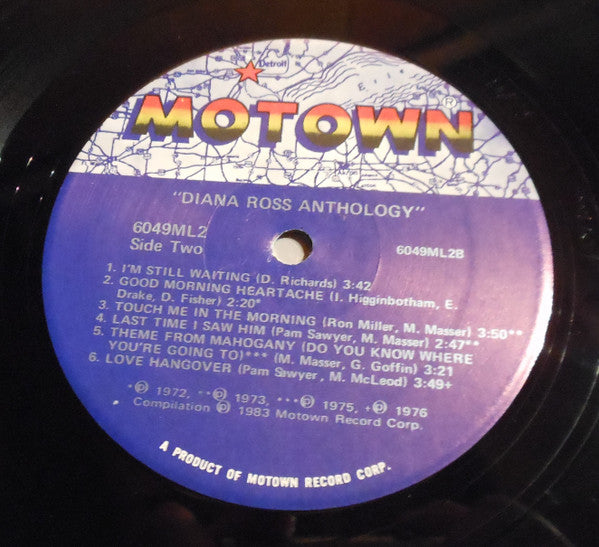 Detroit
E R I E
MOTOWN®
"DIANA ROSS ANTHOLOGY"
6049ML2
Side Two
6049ML2B
1. I'M STILL WAITING (D. Richards) 3:42
2. GOOD MORNING HEARTACHE (I. Higginbotham, E.
Drake, D. Fisher) 2:20*
3. TOUCH ME IN THE MORNING (Ron Miller, M. Masser) 3:50**
4. LAST TIME I SAW HIM (Pam Sawyer, M. Masser) 2:47**
5. THEME FROM MAHOGANY (DO YOU KNOW WHERE
YOU'RE GOING TO)*** (M. Masser, G. Goffin) 3:21
6. LOVE HANGOVER (Pam Sawyer, M. McLeod) 3:49+
*℗ 1972, **℗ 1973, ***℗ 1975, +℗ 1976
Compilation ℗ 1983 Motown Record Corp.
A PRODUCT OF MOTOWN RECORD CORP.